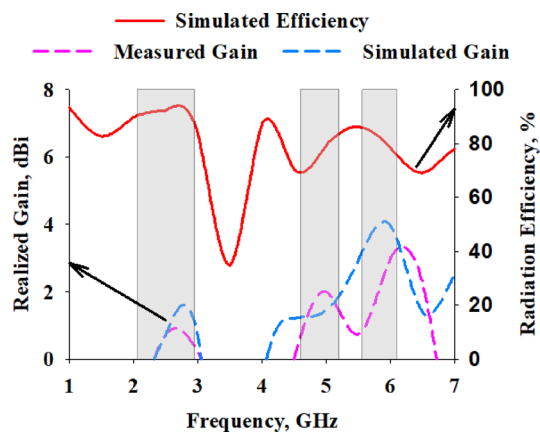 Simulated Efficiency
Measured Gain
Simulated Gain
Realized Gain, dBi
8
6
4
2
0
100
80
60
40
20
0
Radiation Efficiency, %
1 2 3 4 5 6 7
Frequency, GHz